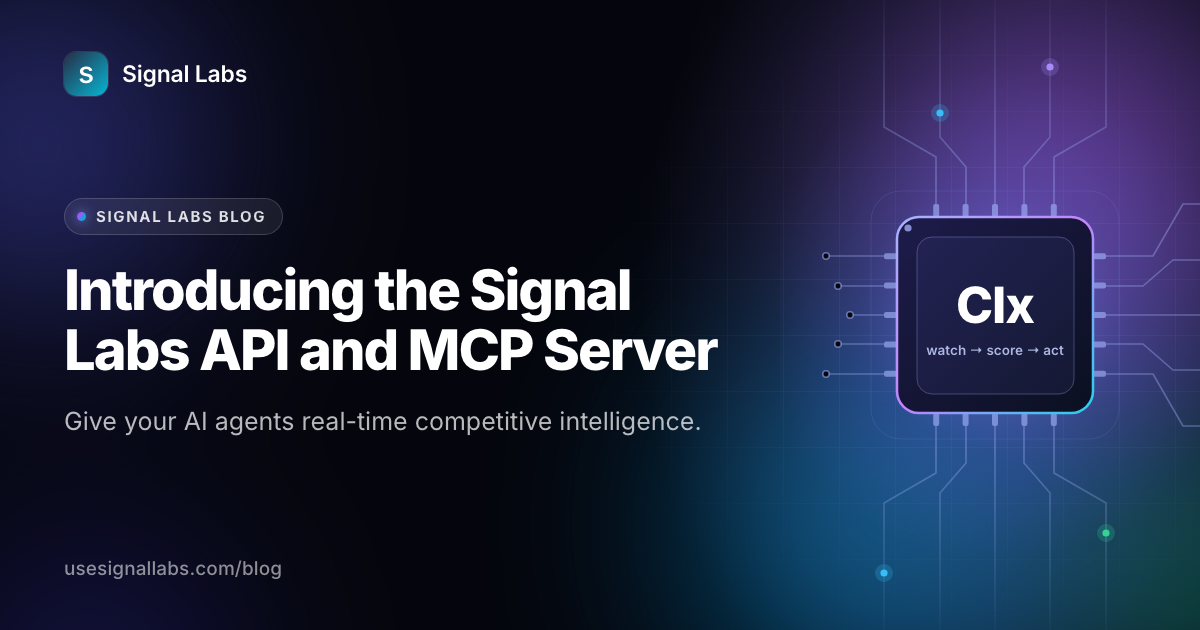 S
Signal Labs
SIGNAL LABS BLOG
Introducing the Signal
Labs API and MCP Server
Give your AI agents real-time competitive intelligence.
CIx
watch → score → act
usesignallabs.com/blog